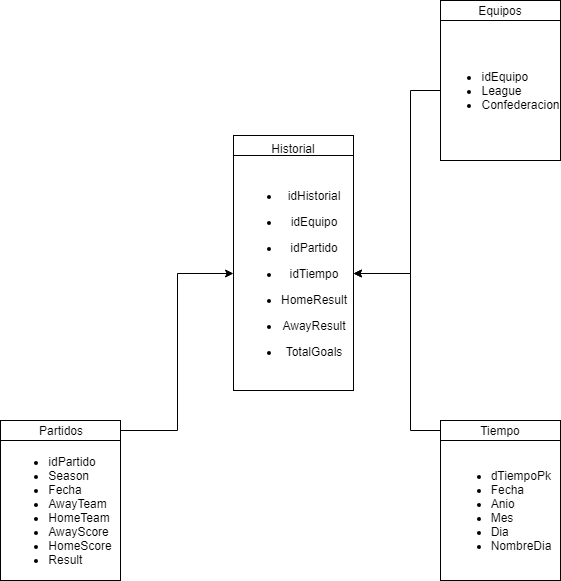 Equipos
idEquipo
League
Confederacion
Historial
idHistorial
idEquipo
idPartido
idTiempo
HomeResult
AwayResult
TotalGoals
Partidos
idPartido
Season
Fecha
AwayTeam
HomeTeam
AwayScore
HomeScore
Result
Tiempo
dTiempoPk
Fecha
Anio
Mes
Dia
NombreDia